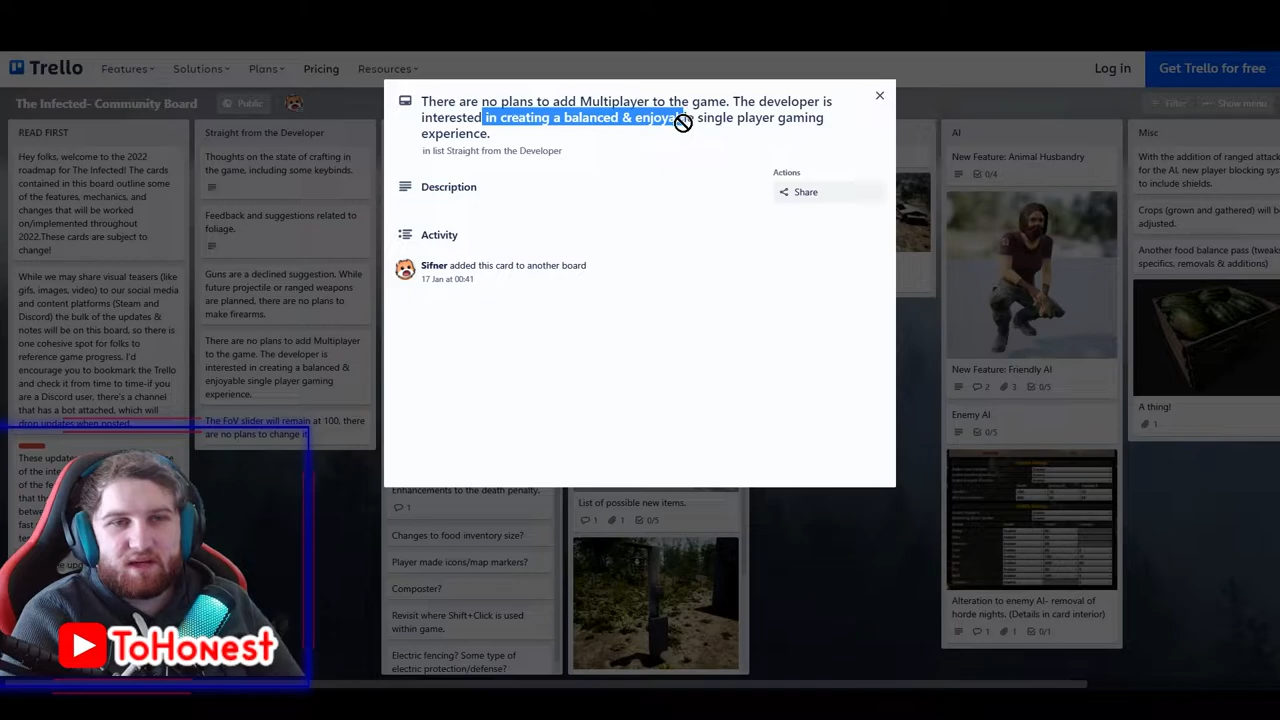 Trello
Features
Solutions
Plans
Pricing
Resources
Log in
Get Trello for free
The Infected- Community Board
Public
Filter
Show menu
READ FIRST
Hey folks, welcome to the 2022
roadmap for The Infected! The cards
contained in this board outline some
of the features, mechanics, and
changes that will be worked
on/implemented throughout
2022.These cards are subject to
change!
While we may share visual teasers (like
gifs, images, video) to our social media
and content platforms (Steam and
Discord) the bulk of the updates &
notes will be on this board, so there is
one cohesive spot for folks to
reference game progress. I'd
encourage you to bookmark the Trello
and check it from time to time-if you
are a Discord user, there's a channel
that has a bot attached, which will
drop updates when posted.
These update
of the inte
Straight from the Developer
Thoughts on the state of crafting in
the game, including some keybinds.
Feedback and suggestions related to
foliage.
Guns are a declined suggestion. While
future projectile or ranged weapons
are planned, there are no plans to
make firearms.
There are no plans to add Multiplayer
to the game. The developer is
interested in creating a balanced &
enjoyable single player gaming
experience.
The FoV slider will remain at 100, there
are no plans to change it.
There are no plans to add Multiplayer to the game. The developer is
interested in creating a balanced & enjoya e single player gaming
experience.
in list Straight from the Developer
Description
Activity
Sifner added this card to another board
17 Jan at 00:41
Actions
Share
Enhancements to the death penalty.
1
Changes to food inventory size?
Player made icons/map markers?
Composter?
Revisit where Shift+Click is used
within game.
Electric fencing? Some type of
electric protection/defense?
List of possible new items.
1 1 0/5
AI
New Feature: Animal Husbandry
0/4
New Feature: Friendly AI
2 3 0/5
Enemy AI
0/5
Alteration to enemy AI- removal of
horde nights. (Details in card interior)
1 1 0/1
Misc
With the addition of ranged attack
for the AI, new player blocking sys
to include shields.
Crops (grown and gathered) will be
adjusted.
Another food balance pass (tweaks
specifics, removals & additions)
A thing!
1
ToHonest